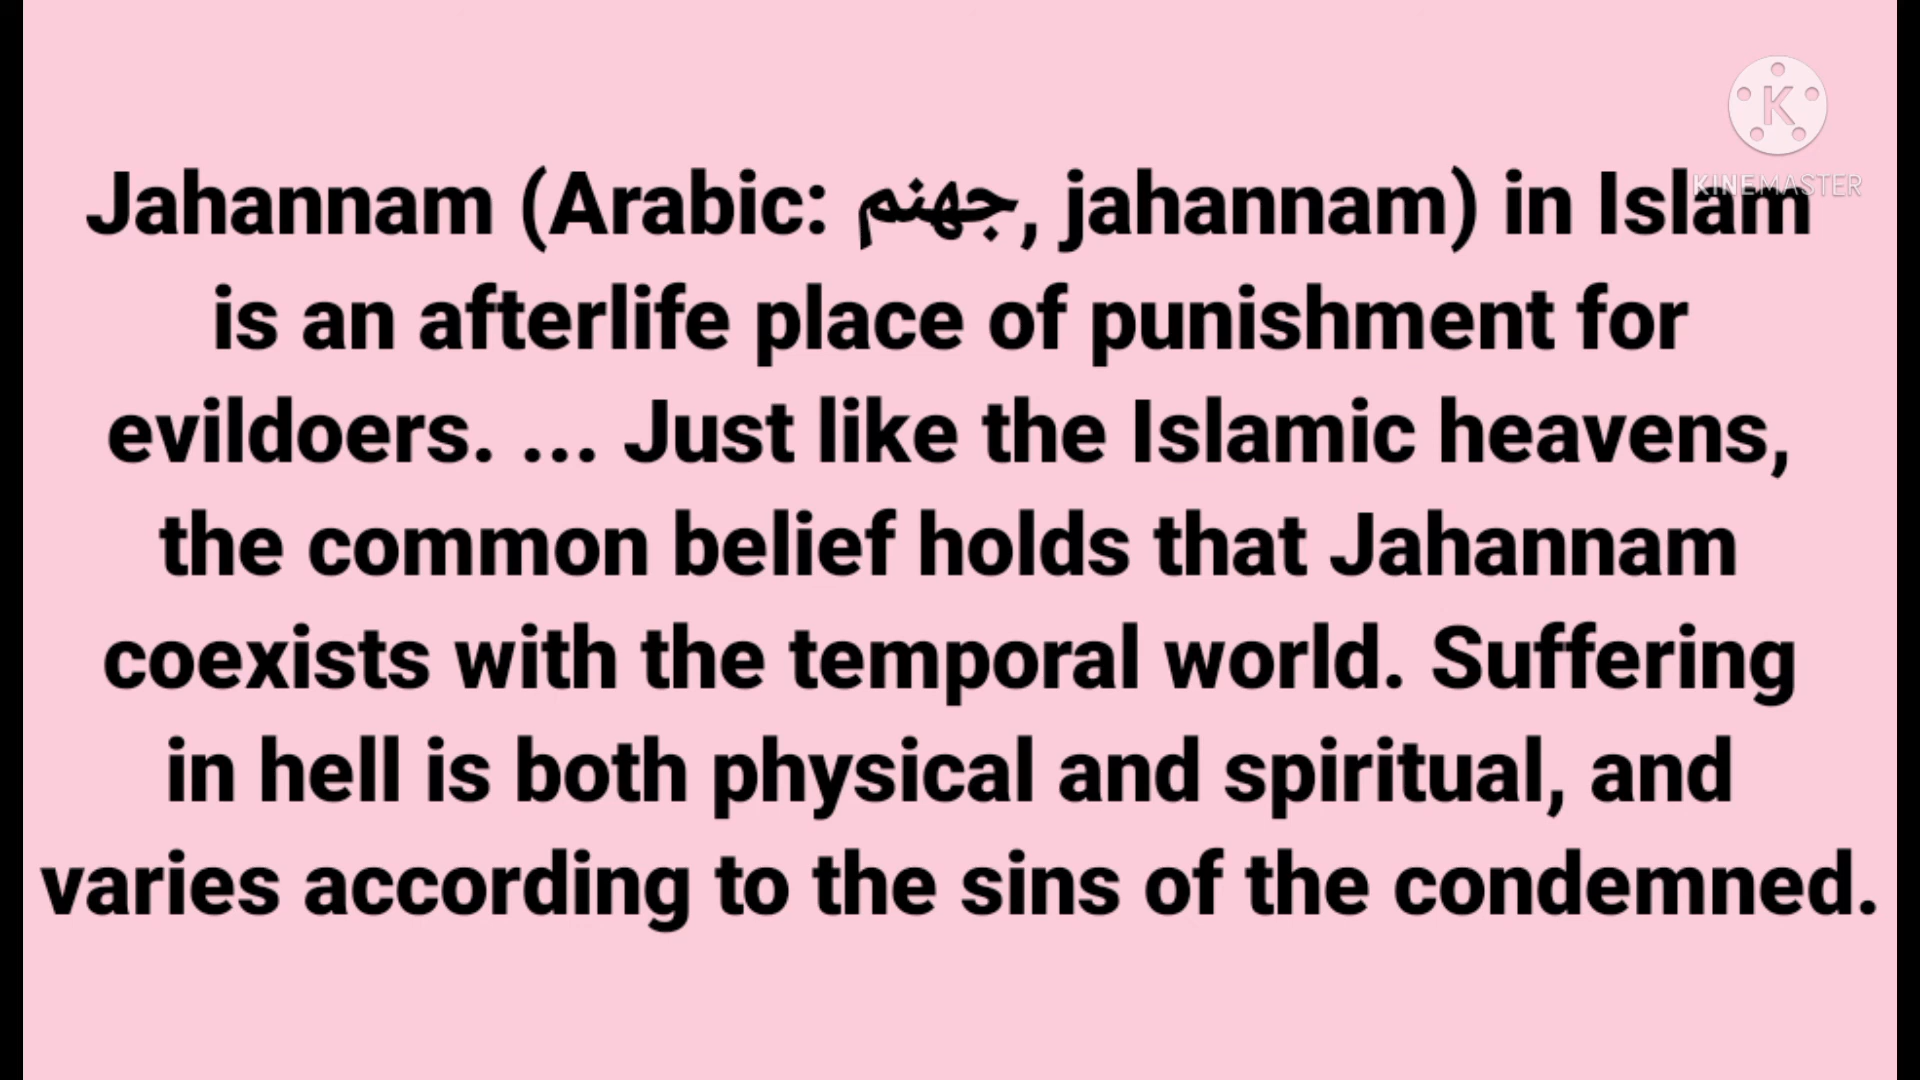 K
KINEMASTER
Jahannam (Arabic: جهنم, jahannam) in Islam
is an afterlife place of punishment for
evildoers. ... Just like the Islamic heavens,
the common belief holds that Jahannam
coexists with the temporal world. Suffering
in hell is both physical and spiritual, and
varies according to the sins of the condemned.